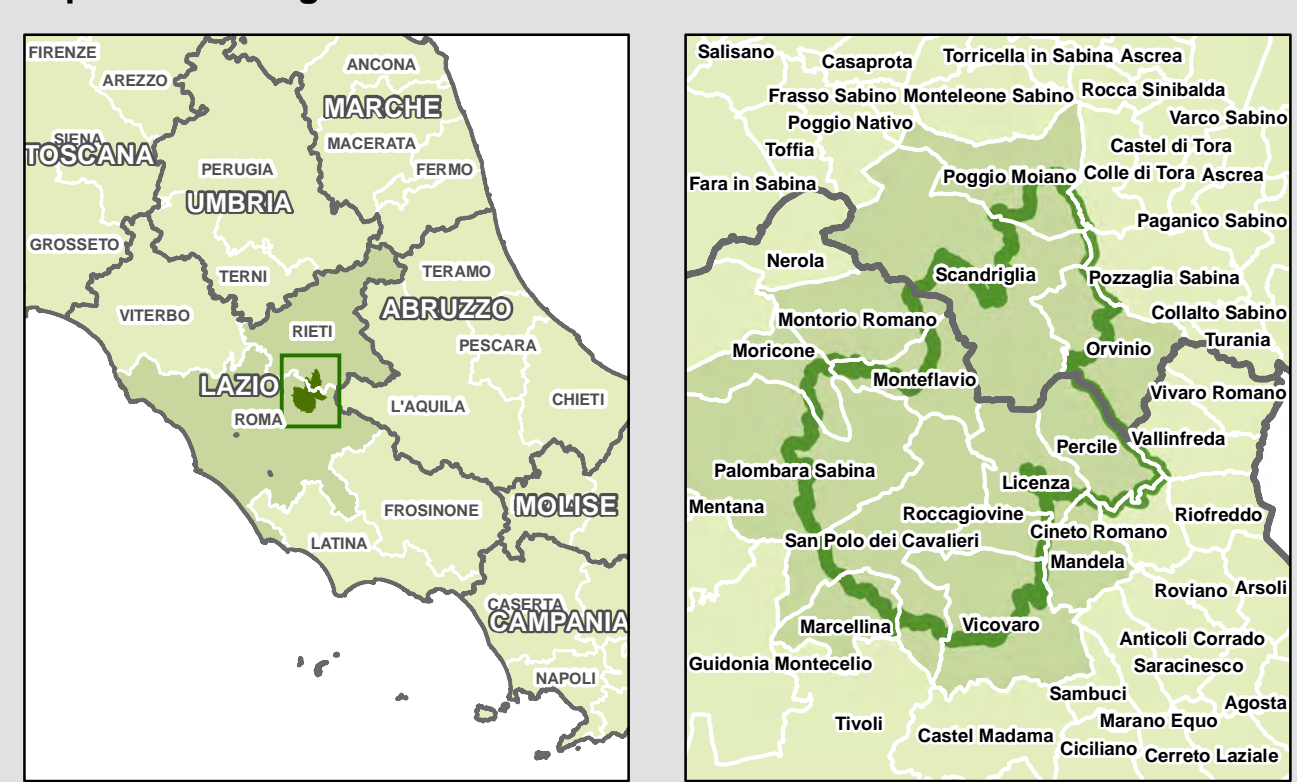 FIRENZE
AREZZO
ANCONA
MARCHE
SIENA
TOSCANA
MACERATA
PERUGIA
FERMO
UMBRIA
GROSSETO
TERNI
TERAMO
VITERBO
ABRUZZO
RIETI
PESCARA
LAZIO
ROMA
L'AQUILA
CHIETI
FROSINONE
MOLISE
LATINA
CASERTA
CAMPANIA
NAPOLI
Salisano
Casaprota
Torricella in Sabina Ascrea
Frasso Sabino Monteleone Sabino Rocca Sinibalda
Poggio Nativo
Varco Sabino
Toffia
Castel di Tora
Fara in Sabina
Poggio Moiano Colle di Tora Ascrea
Paganico Sabino
Nerola
Scandriglia
Pozzaglia Sabina
Montorio Romano
Collalto Sabino
Moricone
Orvinio
Turania
Monteflavio
Vivaro Romano
Percile
Vallinfreda
Palombara Sabina
Licenza
Mentana
Roccagiovine
Riofreddo
San Polo dei Cavalieri
Cineto Romano
Mandela
Roviano Arsoli
Marcellina
Vicovaro
Anticoli Corrado
Guidonia Montecelio
Saracinesco
Sambuci
Agosta
Tivoli
Marano Equo
Castel Madama
Ciciliano Cerreto Laziale